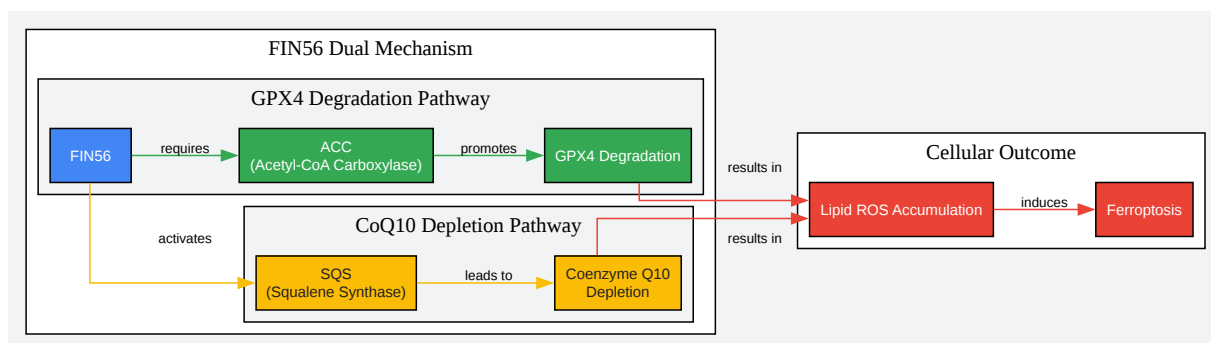 FIN56 Dual Mechanism
GPX4 Degradation Pathway
FIN56
requires
ACC
(Acetyl-CoA Carboxylase)
promotes
GPX4 Degradation
results in
Cellular Outcome
Lipid ROS Accumulation
induces
Ferroptosis
activates
CoQ10 Depletion Pathway
results in
SQS
(Squalene Synthase)
leads to
Coenzyme Q10
Depletion